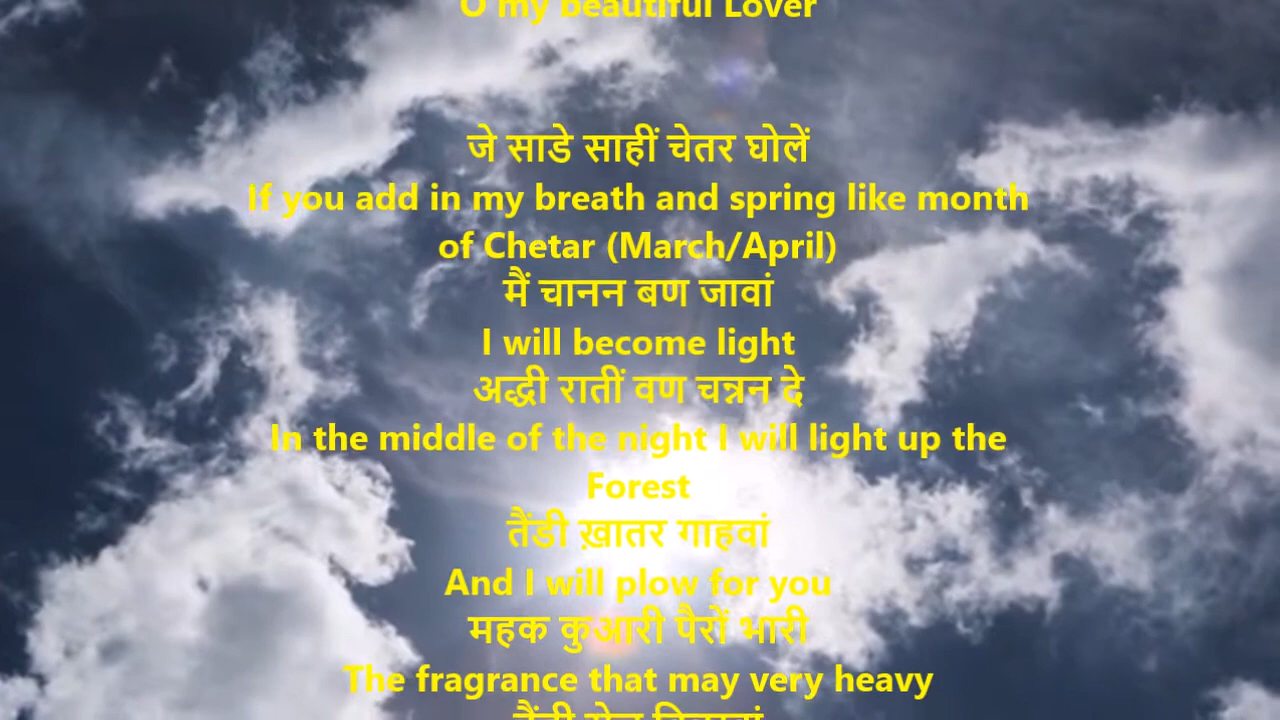 O my beautiful Lover
जे साडे साहीं चेतर घोलें
If you add in my breath and spring like month
of Chetar (March/April)
मैं चानन बण जावां
I will become light
अद्धी रातीं वण चन्नन दे
In the middle of the night I will light up the
Forest
तैंडी ख़ातर गाहवां
And I will plow for you
महक कुआरी पैरों भारी
The fragrance that may very heavy
तैंडी